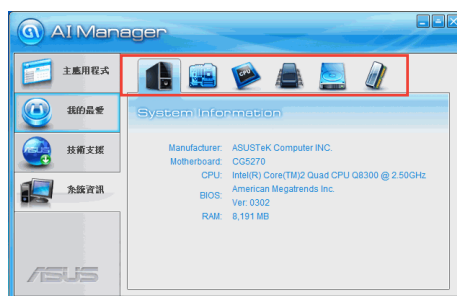 AI Manager
主應用程式
我的最愛
技術支援
系統資訊
CPU
System Information
Manufacturer: ASUSTeK Computer INC.
Motherboard: CG5270
CPU: Intel(R) Core(TM)2 Quad CPU Q8300 @ 2.50GHz
BIOS: American Megatrends Inc.
Ver: 0302
RAM: 8,191 MB
ASUS